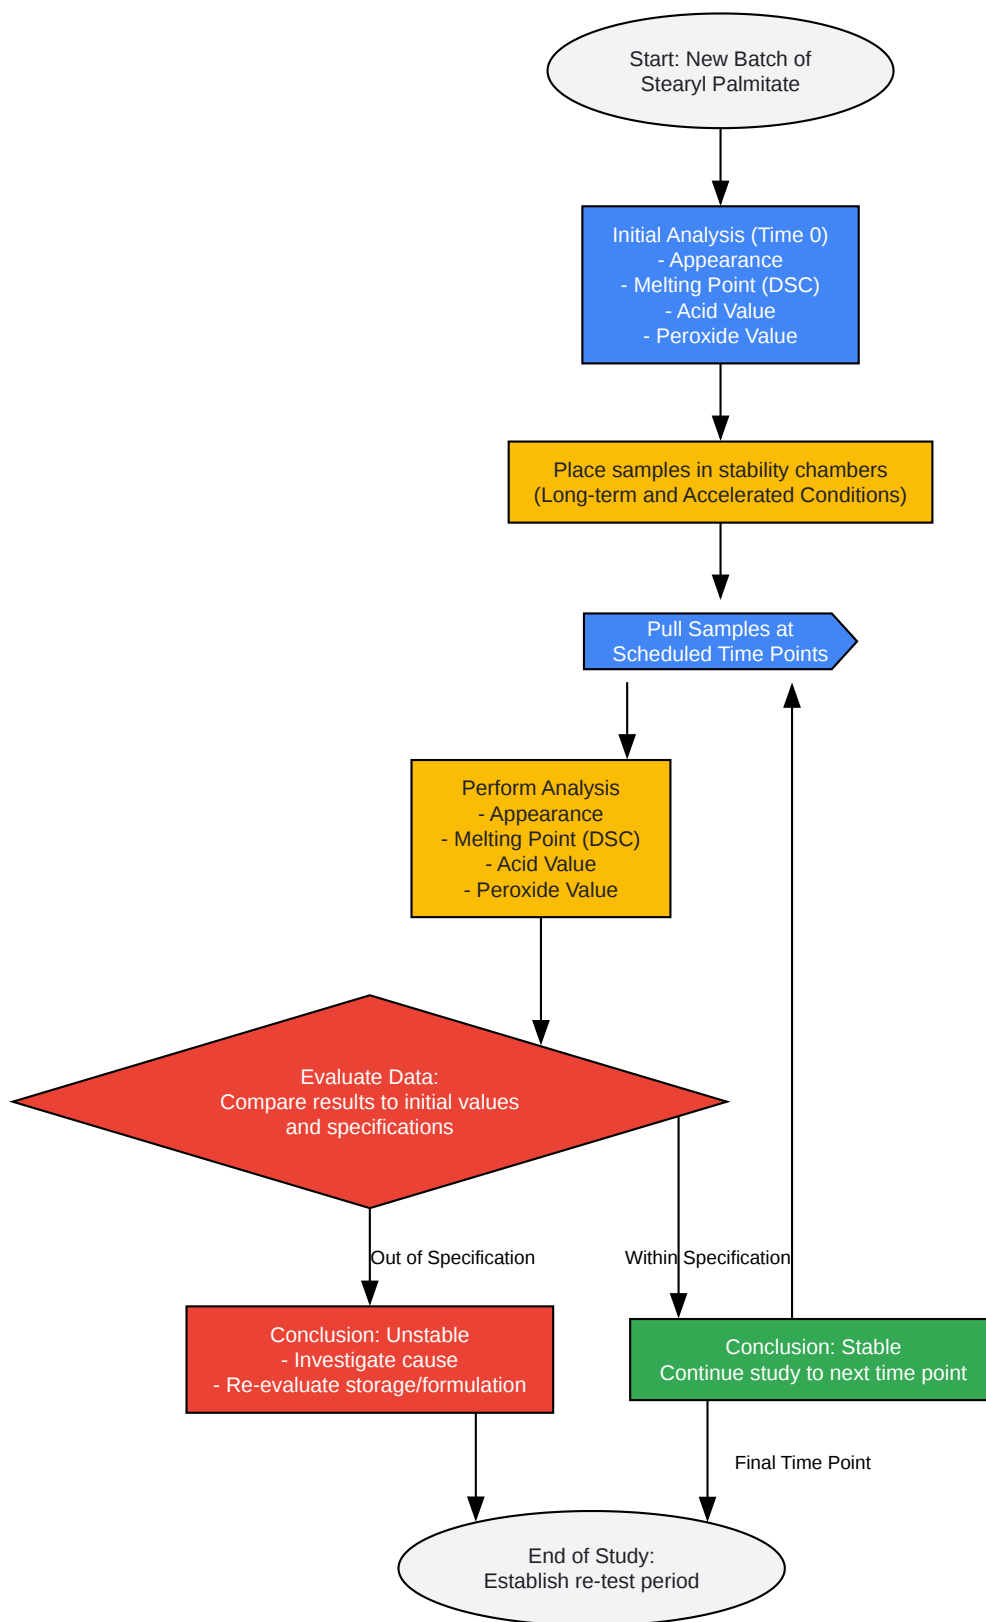 Start: New Batch of
Stearyl Palmitate
Initial Analysis (Time 0)
- Appearance
- Melting Point (DSC)
- Acid Value
- Peroxide Value
Place samples in stability chambers
(Long-term and Accelerated Conditions)
Pull Samples at
Scheduled Time Points
Perform Analysis
- Appearance
- Melting Point (DSC)
- Acid Value
- Peroxide Value
Evaluate Data:
Compare results to initial values
and specifications
Out of Specification
Within Specification
Conclusion: Unstable
- Investigate cause
- Re-evaluate storage/formulation
Conclusion: Stable
Continue study to next time point
Final Time Point
End of Study:
Establish re-test period